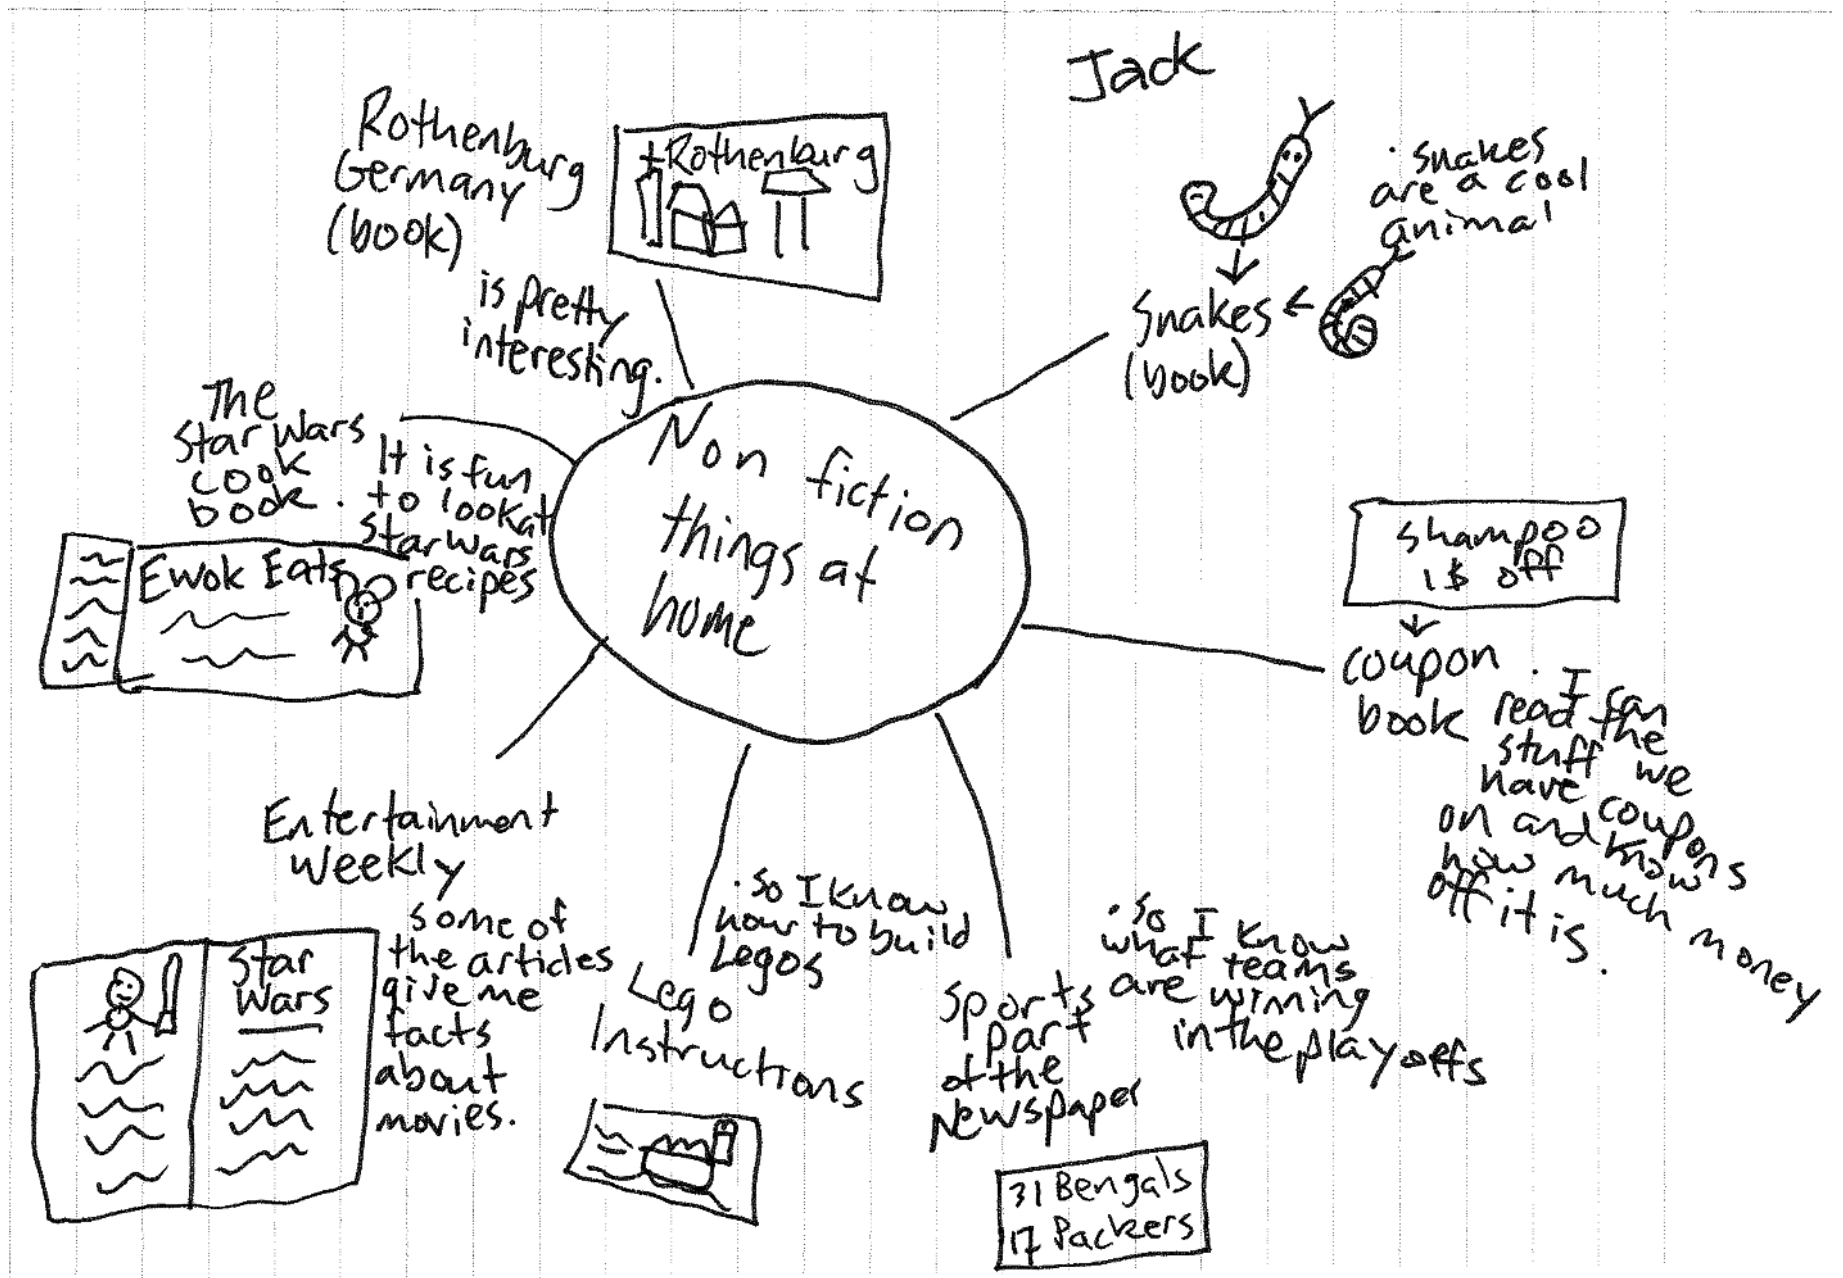 Jack
Rothenburg
Germany
(book)
is pretty
interesting.
Rothenburg
· snakes
are a cool
animal
Snakes
(book)
The
Star Wars
cook
book.
It is fun
to look at
Star Wars
recipes
Ewok Eats
Non fiction
things at
home
Shampoo
1$ off
coupon
book
· I can
read the
stuff we
have coupons
on and know
how much money
off it is.
Entertainment
Weekly
some of
the articles
give me
facts
about
movies.
Star
Wars
· so I know
how to build
Legos
Lego
Instructions
Sports
part
of the
Newspaper
· so I know
what teams
are winning
in the playoffs
31 Bengals
17 Packers